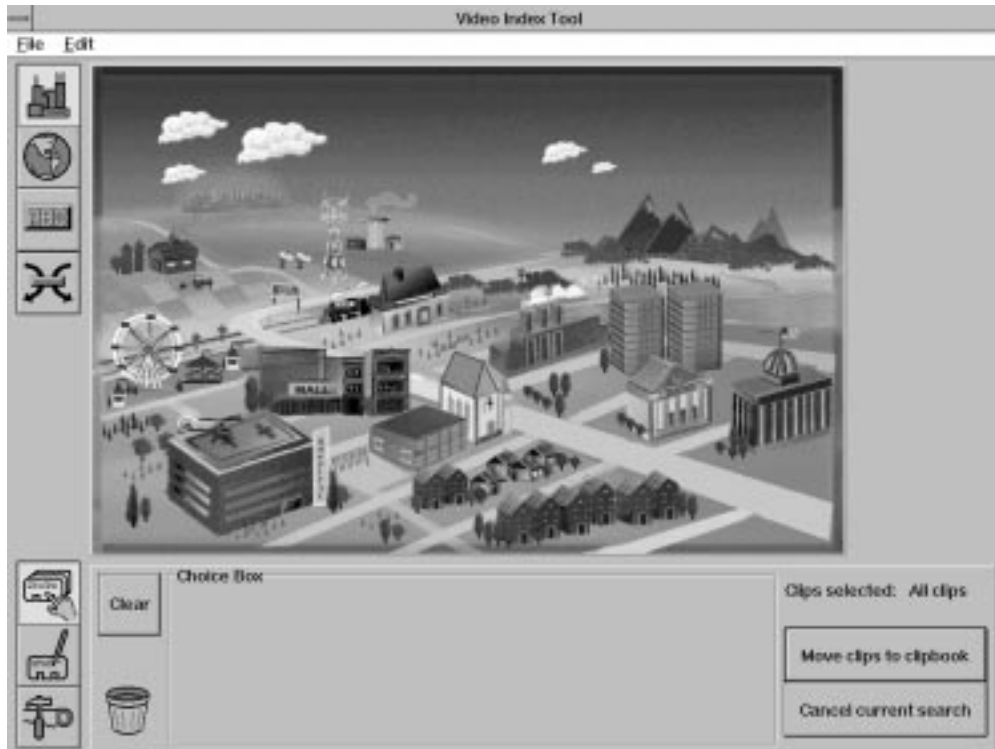 Video Index Tool
File Edit
MALL
HOSPITAL
Choice Box
Clear
Clips selected: All clips
Move clips to clipbook
Cancel current search